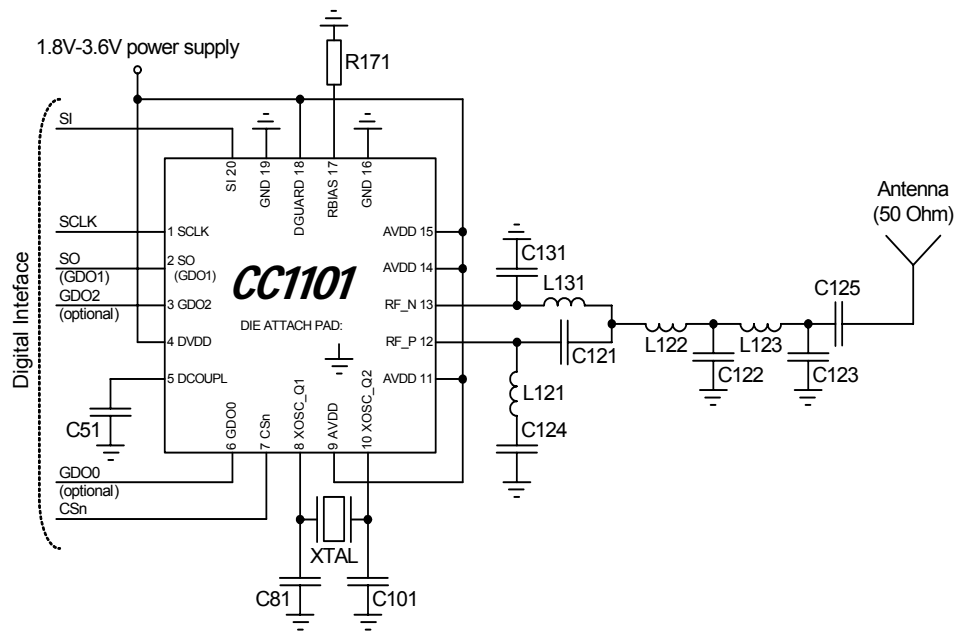 1.8V-3.6V power supply
R171
SI
SI 20
GND 19
DGUARD 18
RBIAS 17
GND 16
Antenna
(50 Ohm)
SCLK
1 SCLK
AVDD 15
SO
(GDO1)
2 SO
(GDO1)
CC1101
AVDD 14
C131
L131
C125
GDO2
(optional)
3 GDO2
DIE ATTACH PAD:
RF_N 13
Digital Inteface
4 DVDD
RF_P 12
C121
L122
C122
L123
C123
5 DCOUPL
AVDD 11
L121
C124
C51
6 GDO0
7 CSn
8 XOSC_Q1
9 AVDD
10 XOSC_Q2
GDO0
(optional)
CSn
XTAL
C81
C101